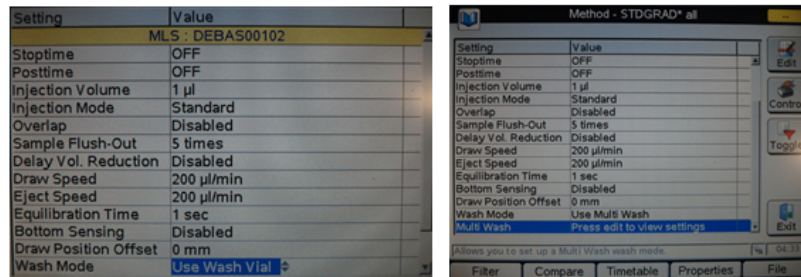 Setting Value
MLS : DEBAS00102
Stoptime OFF
Posttime OFF
Injection Volume 1 µl
Injection Mode Standard
Overlap Disabled
Sample Flush-Out 5 times
Delay Vol. Reduction Disabled
Draw Speed 200 µl/min
Eject Speed 200 µl/min
Equilibration Time 1 sec
Bottom Sensing Disabled
Draw Position Offset 0 mm
Wash Mode Use Wash Vial
Method - STDGRAD* all
Setting Value
Stoptime OFF
Posttime OFF
Injection Volume 1 µl
Injection Mode Standard
Overlap Disabled
Sample Flush-Out 5 times
Delay Vol. Reduction Disabled
Draw Speed 200 µl/min
Eject Speed 200 µl/min
Equilibration Time 1 sec
Bottom Sensing Disabled
Draw Position Offset 0 mm
Wash Mode Use Multi Wash
Multi Wash Press edit to view settings
Allows you to set up a Multi Wash wash mode.
04:33
Edit
Control
Toggle
Exit
Filter Compare Timetable Properties File